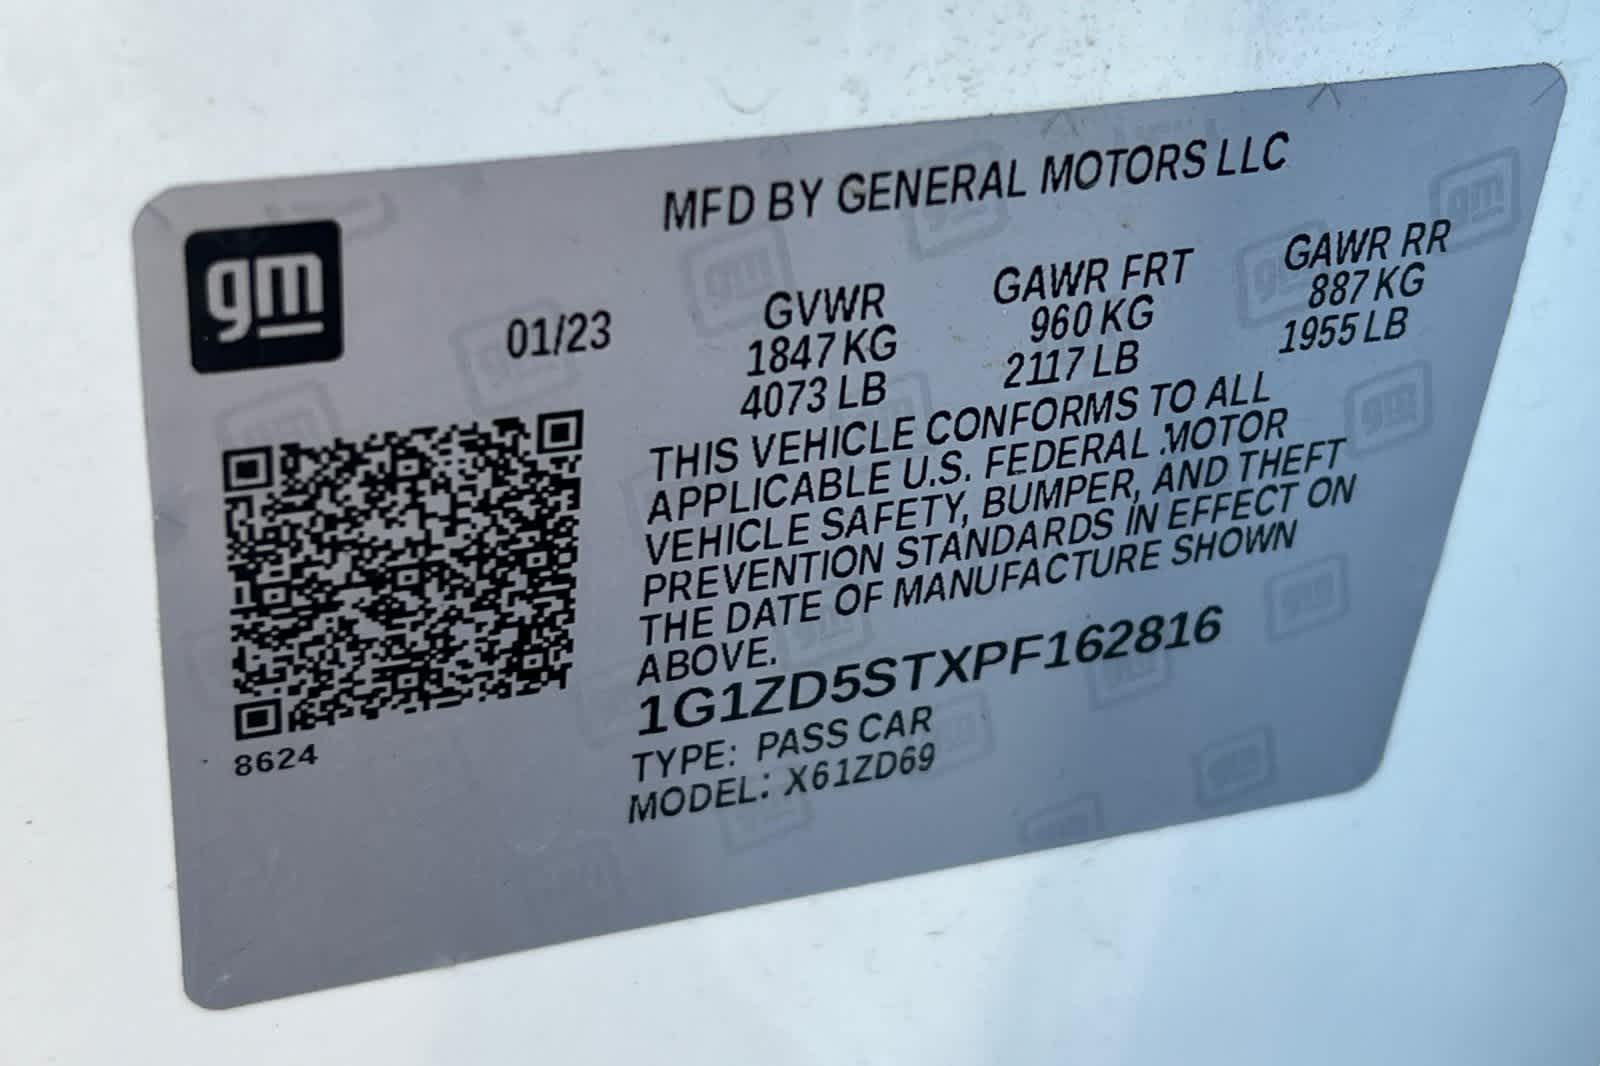 MFD BY GENERAL MOTORS LLC
gm
01/23
GVWR GAWR FRT GAWR RR
1847 KG 960 KG 887 KG
4073 LB 2117 LB 1955 LB
THIS VEHICLE CONFORMS TO ALL
APPLICABLE U.S. FEDERAL MOTOR
VEHICLE SAFETY, BUMPER, AND THEFT
PREVENTION STANDARDS IN EFFECT ON
THE DATE OF MANUFACTURE SHOWN
ABOVE.
1G1ZD5STXPF162816
TYPE: PASS CAR
MODEL: X61ZD69
8624